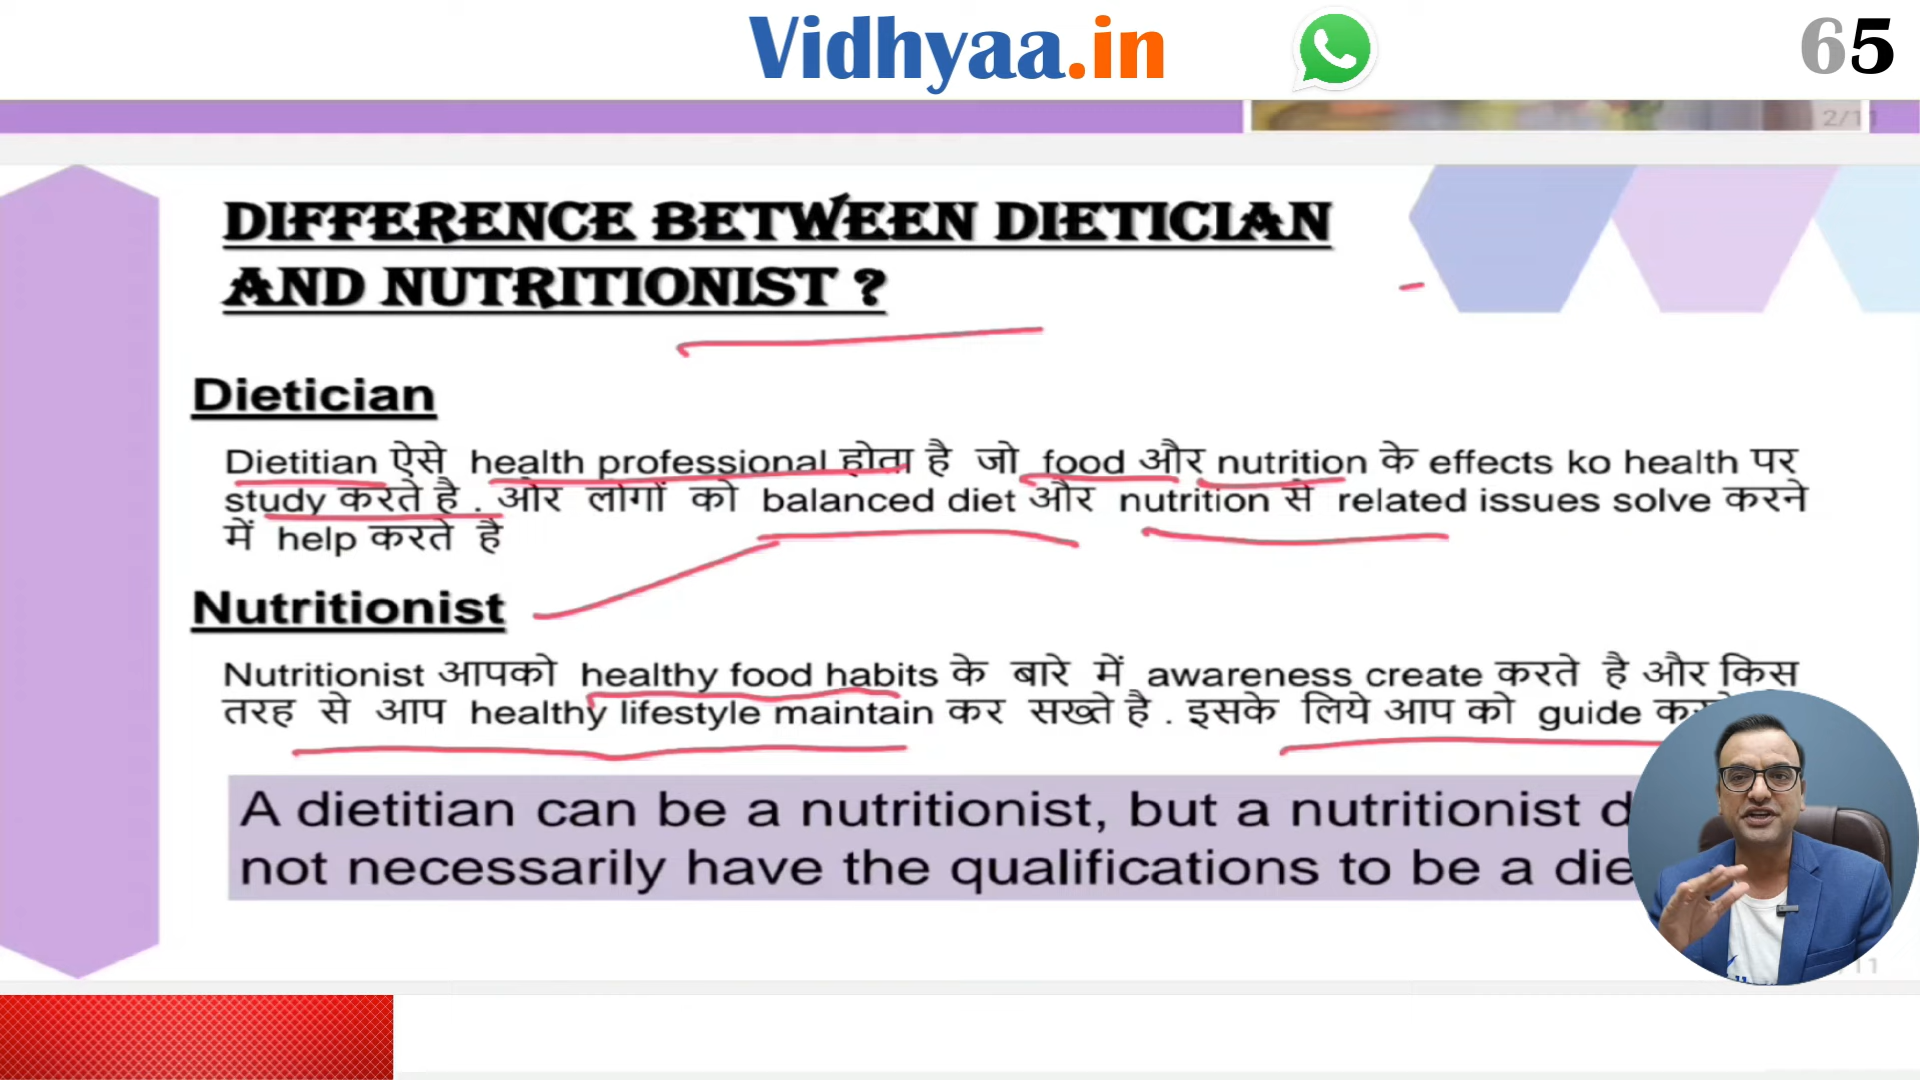 Vidhyaa.in
65
2/11
DIFFERENCE BETWEEN DIETICIAN
AND NUTRITIONIST ?
Dietician
Dietitian ऐसे health professional होता है जो food और nutrition के effects ko health पर
study करते है . और लोगों को balanced diet और nutrition से related issues solve करने
में help करते है
Nutritionist
Nutritionist आपको healthy food habits के बारे में awareness create करते है और किस
तरह से आप healthy lifestyle maintain कर सख्ते है . इसके लिये आप को guide
A dietitian can be a nutritionist, but a nutritionist
not necessarily have the qualifications to be a
11